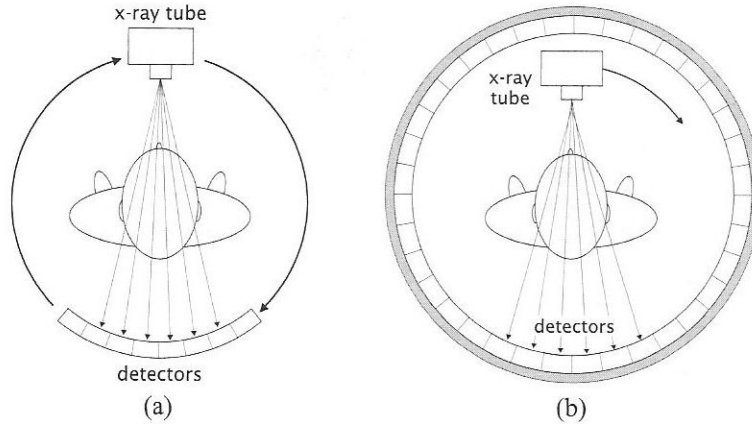 x-ray tube
detectors
(a)
x-ray
tube
detectors
(b)